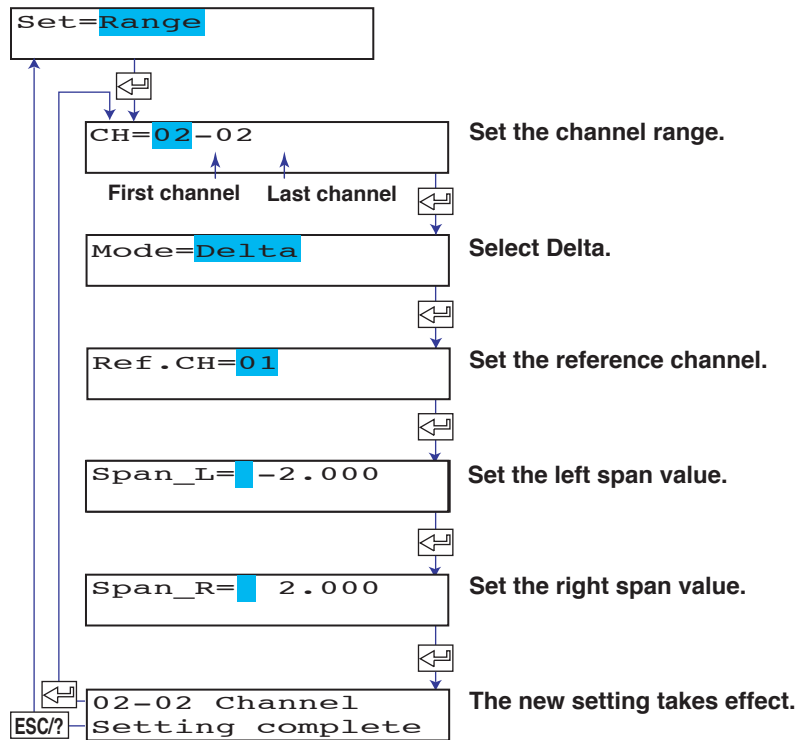 Set=Range
CH=02-02
Set the channel range.
First channel Last channel
Mode=Delta
Select Delta.
Ref.CH=01
Set the reference channel.
Span_L= -2.000
Set the left span value.
Span_R= 2.000
Set the right span value.
02-02 Channel
The new setting takes effect.
ESC/?
Setting complete